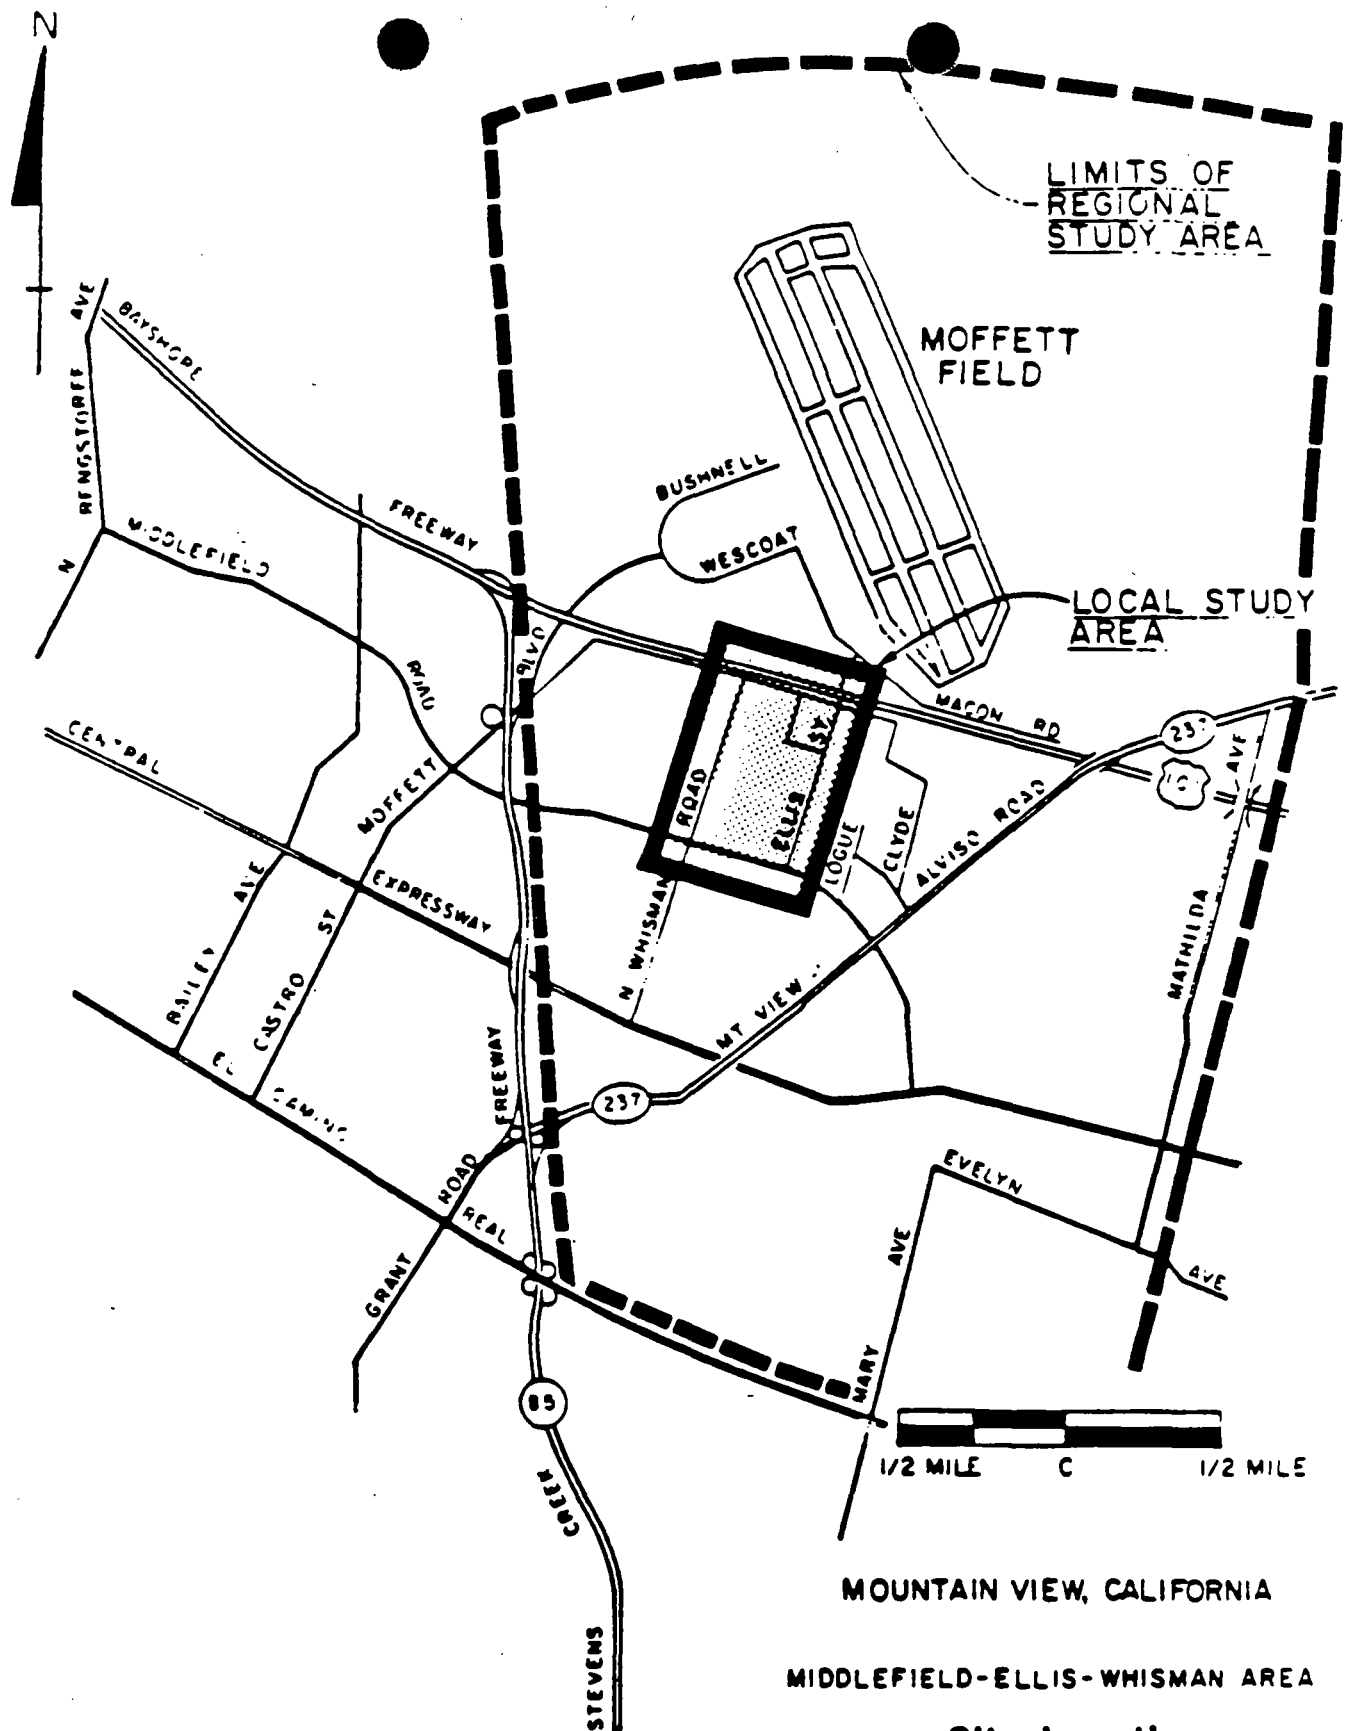 N
LIMITS OF
REGIONAL
STUDY AREA
AVE
BAYSHORE
MOFFETT
FIELD
RENGSTORFF
BUSHNELL
FREEWAY
WESCOAT
MIDDLEFIELD
N
LOCAL STUDY
AREA
BLVD
ROAD
MACON RD
237
AVE
CENTRAL
ST
101
ROAD
MOFFETT
ELLIS
LOGUE
CLYDE
ALVISO ROAD
AVE
EXPRESSWAY
ST
N WHISMAN
MATHILDA
BAILEY
CASTRO
MT VIEW
EL
CAMINO
FREEWAY
237
ROAD
EVELYN
REAL
AVE
GRANT
AVE
MARY
85
1/2 MILE C 1/2 MILE
CREEK
MOUNTAIN VIEW, CALIFORNIA
STEVENS
MIDDLEFIELD-ELLIS-WHISMAN AREA